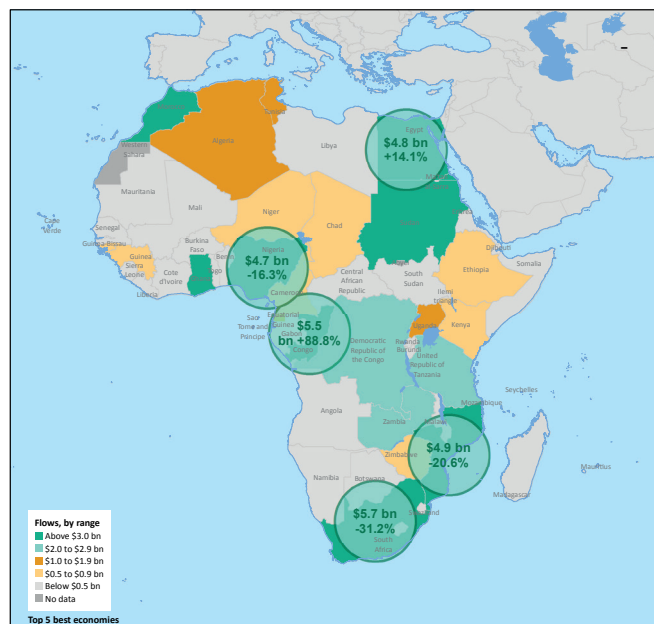 Egypt
$4.8 bn
+14.1%
Algeria
Libya
Western
Sahara
Mauritania
Mali
Niger
Chad
Cape
Verde
Senegal
Guinea-Bissau
Guinea
Sierra
Leone
Liberia
Burkina
Faso
Cote
d'Ivoire
Nigeria
$4.7 bn
-16.3%
Cameroon
Central
African
Republic
South
Sudan
Djibouti
Ethiopia
Somalia
Ilemi
triangle
Uganda
Kenya
Sao
Tome and
Principe
Equatorial
Guinea
Gabon
Congo
$5.5
bn +88.8%
Democratic
Republic of
the Congo
Rwanda
Burundi
United
Republic of
Tanzania
Seychelles
Angola
Zambia
Malawi
Mozambique
Zimbabwe
$4.9 bn
-20.6%
Madagascar
Mauritius
Namibia
Botswana
$5.7 bn
-31.2%
South
Africa
Flows, by range
Above $3.0 bn
$2.0 to $2.9 bn
$1.0 to $1.9 bn
$0.5 to $0.9 bn
Below $0.5 bn
No data
Top 5 best economies